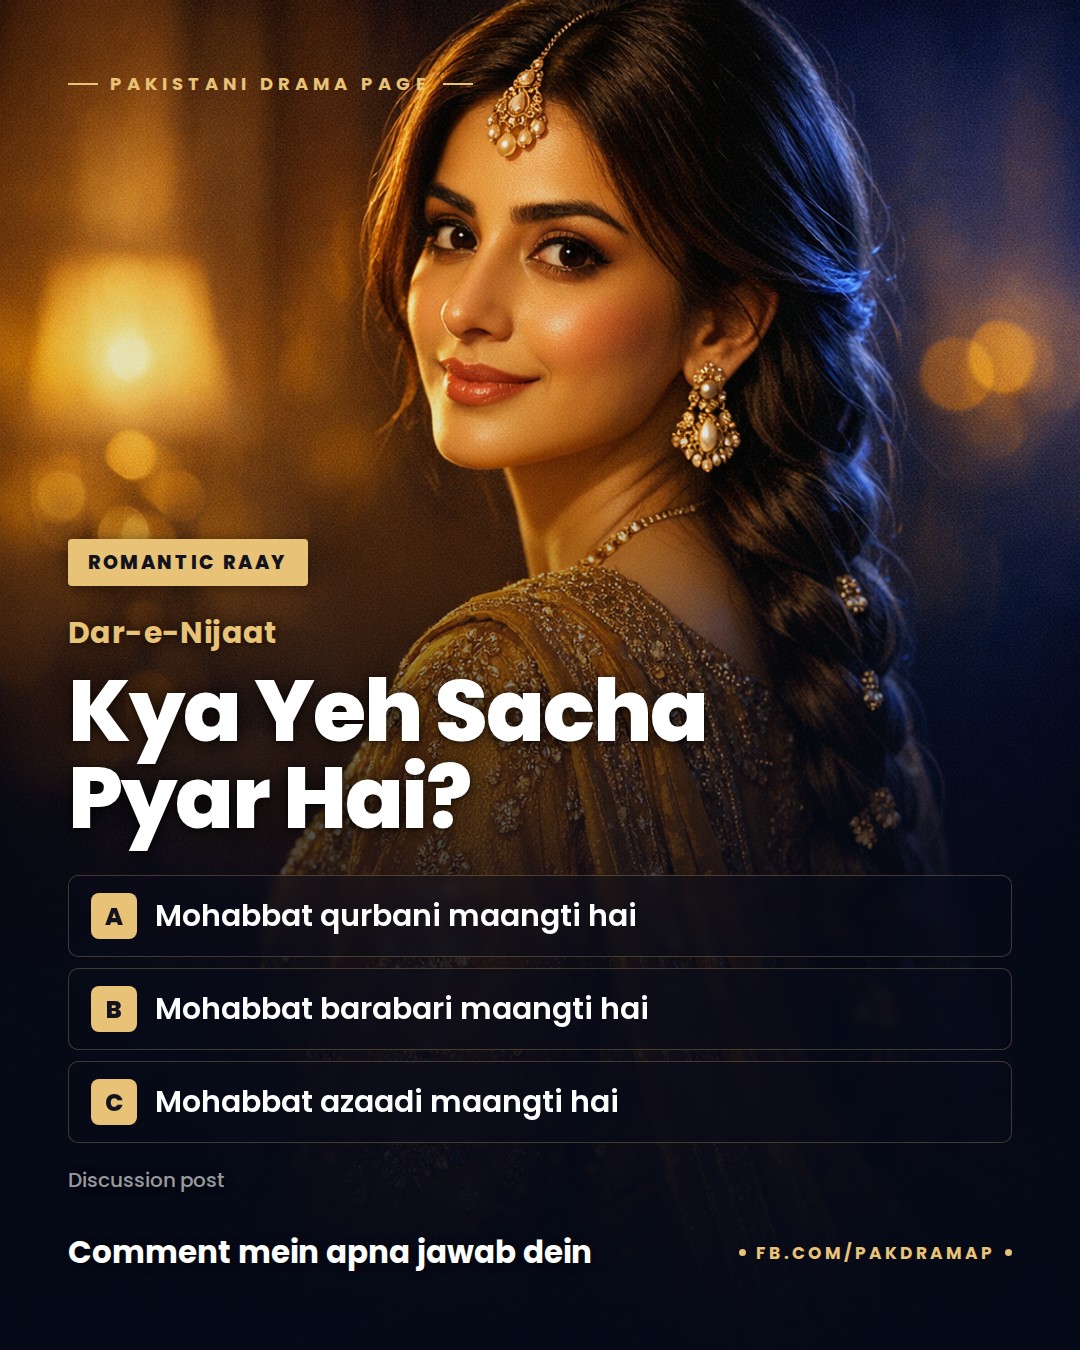 PAKISTANI DRAMA PAGE
ROMANTIC RAAY
Dar-e-Nijaat
Kya Yeh Sacha
Pyar Hai?
A Mohabbat qurbani maangti hai
B Mohabbat barabari maangti hai
C Mohabbat azaadi maangti hai
Discussion post
Comment mein apna jawab dein
• FB.COM/PAKDRAMAP •